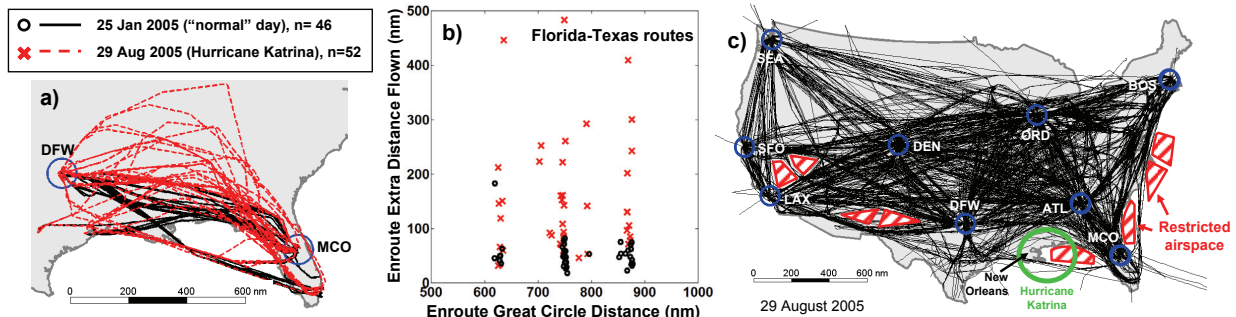 25 Jan 2005 (“normal” day), n= 46
29 Aug 2005 (Hurricane Katrina), n=52
a)
DFW
MCO
0 200 400 600 nm
b)
Florida-Texas routes
Enroute Extra Distance Flown (nm)
500
400
300
200
100
0
500 600 700 800 900 1000
Enroute Great Circle Distance (nm)
c)
SEA
BOS
ORD
SFO
DEN
LAX
DFW
ATL
MCO
Restricted
airspace
New
Orleans
Hurricane
Katrina
0 200 400 600 800 nm
29 August 2005